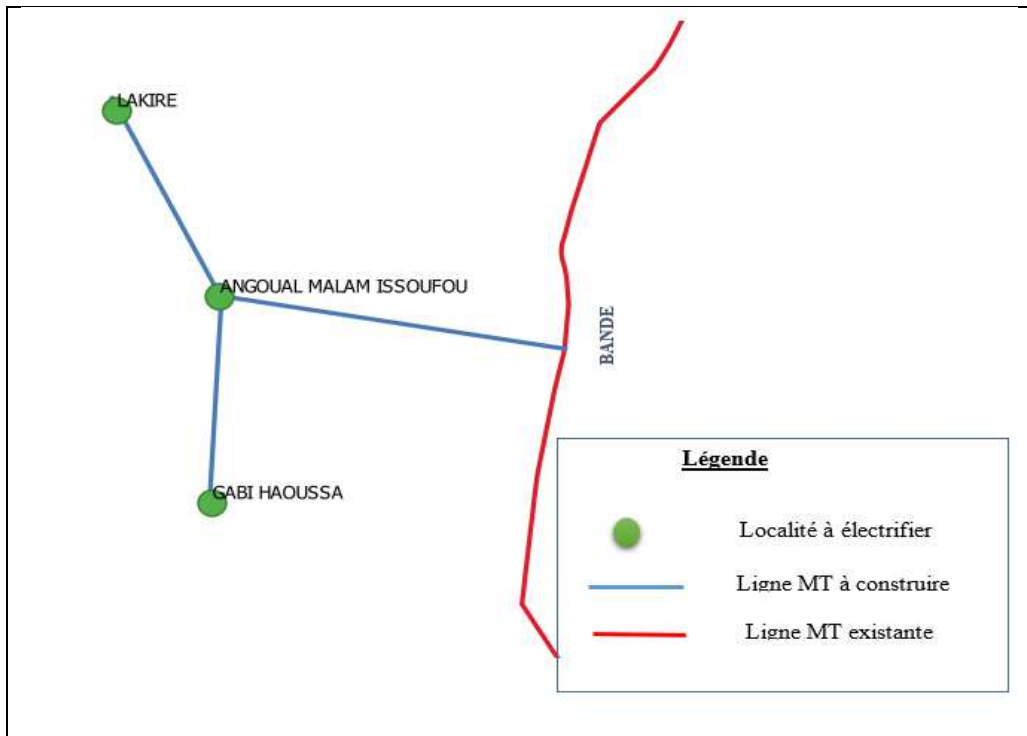 LAKIRE
ANGOUAL MALAM ISSOUFOU
BANDE
GABI HAOUSSA
Légende
Localité à électrifier
Ligne MT à construire
Ligne MT existante